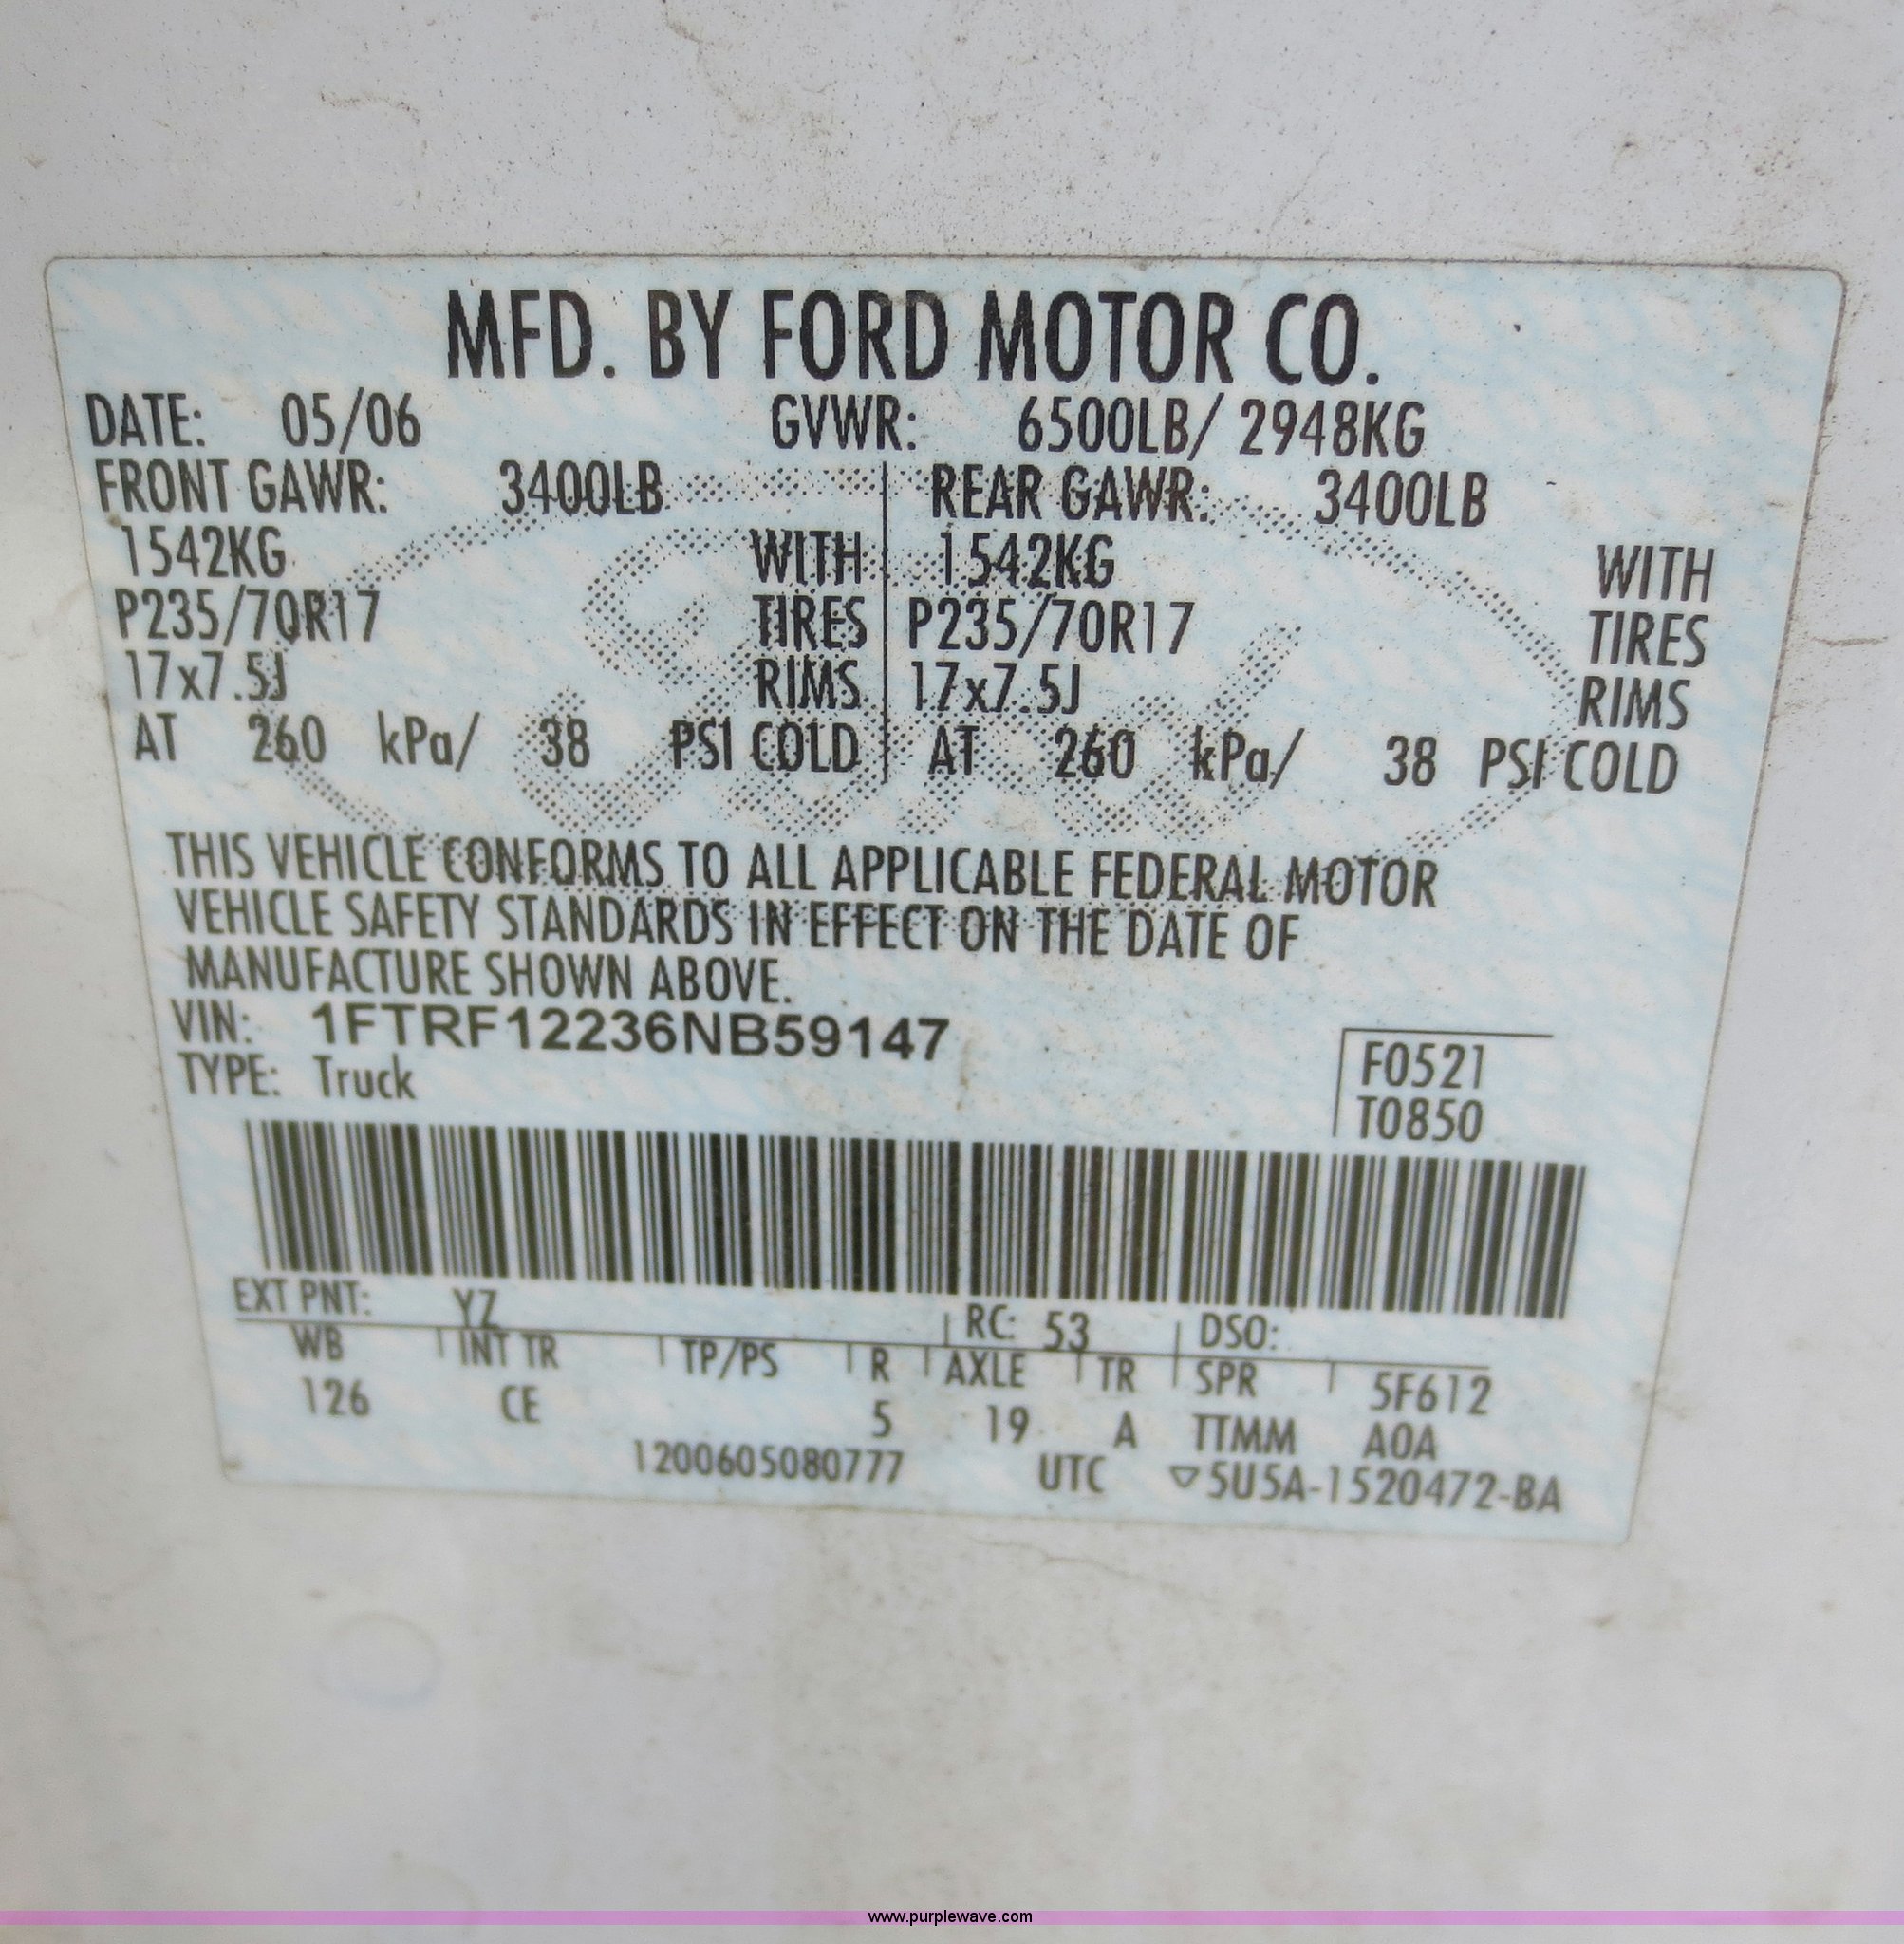 MFD. BY FORD MOTOR CO.
DATE: 05/06 GVWR: 6500LB/ 2948KG
FRONT GAWR: 3400LB REAR GAWR: 3400LB
1542KG WITH 1542KG WITH
P235/70R17 TIRES P235/70R17 TIRES
17x7.5J RIMS 17x7.5J RIMS
AT 260 kPa/ 38 PSI COLD AT 260 kPa/ 38 PSI COLD
THIS VEHICLE CONFORMS TO ALL APPLICABLE FEDERAL MOTOR
VEHICLE SAFETY STANDARDS IN EFFECT ON THE DATE OF
MANUFACTURE SHOWN ABOVE.
VIN: 1FTRF12236NB59147
F0521
TYPE: Truck
T0850
EXT PNT: YZ RC: 53 DSO:
WB INT TR TP/PS R AXLE TR SPR 5F612
126 CE 5 19 A TTMM A0A
1200605080777 UTC ▽5U5A-1520472-BA
www.purplewave.com